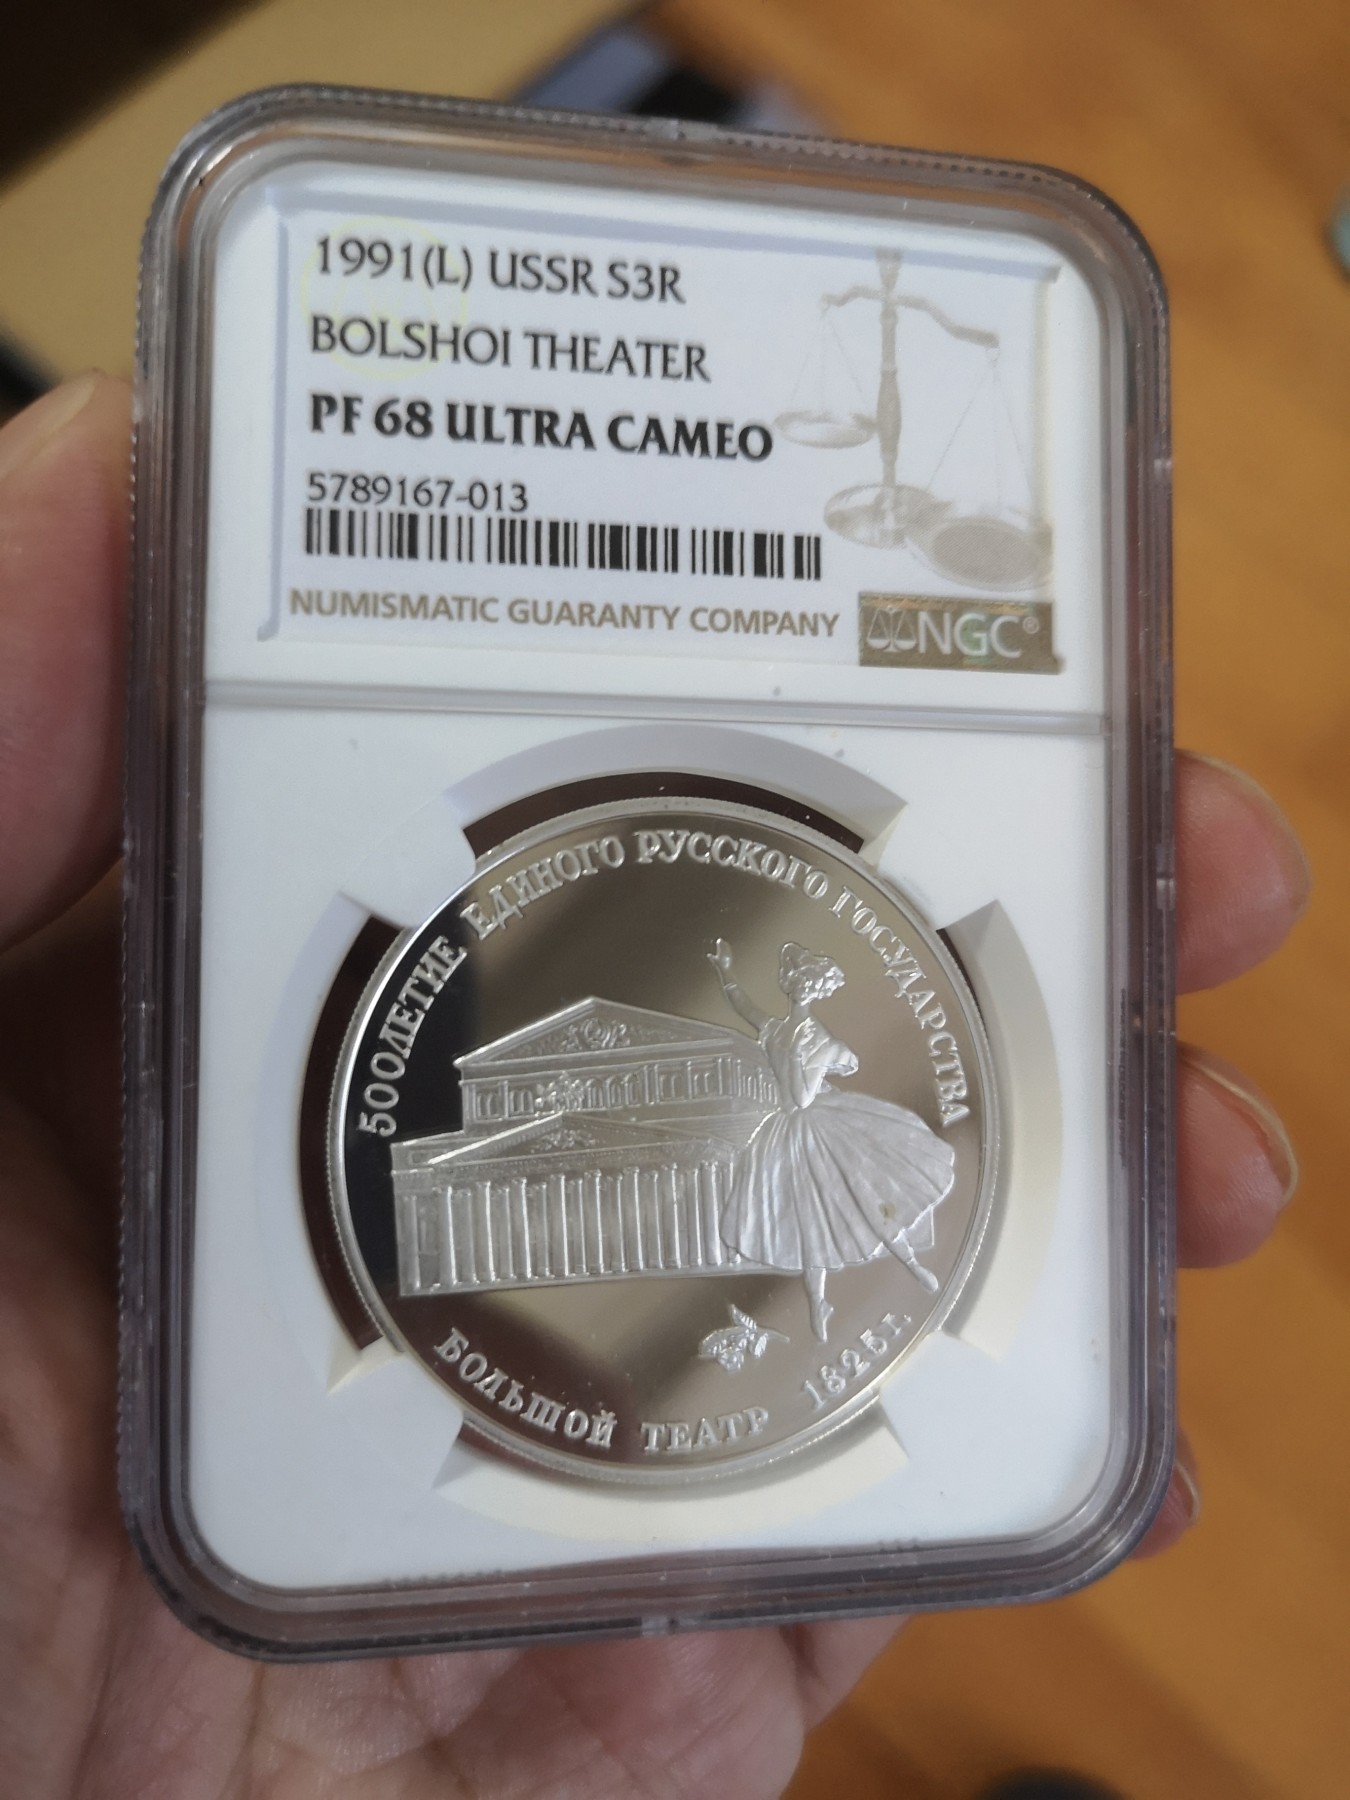 1991(L) USSR S3R
BOLSHOI THEATER
PF 68 ULTRA CAMEO
5789167-013
NUMISMATIC GUARANTY COMPANY
NGC®
500ЛЕТИЕ ЕДИНОГО РУССКОГО ГОСУДАРСТВА
БОЛЬШОЙ ТЕАТР 1825г.